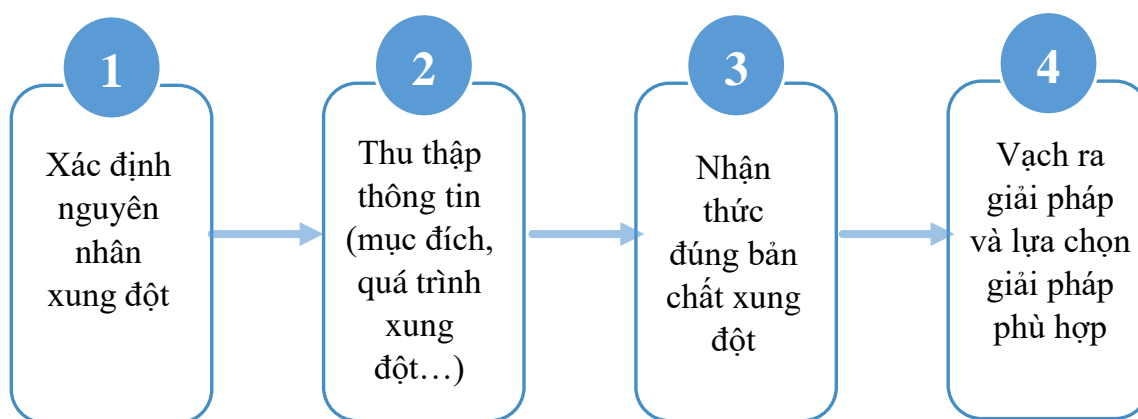 1
Xác định
nguyên
nhân
xung đột
2
Thu thập
thông tin
(mục đích,
quá trình
xung
đột…)
3
Nhận
thức
đúng bản
chất xung
đột
4
Vạch ra
giải pháp
và lựa chọn
giải pháp
phù hợp